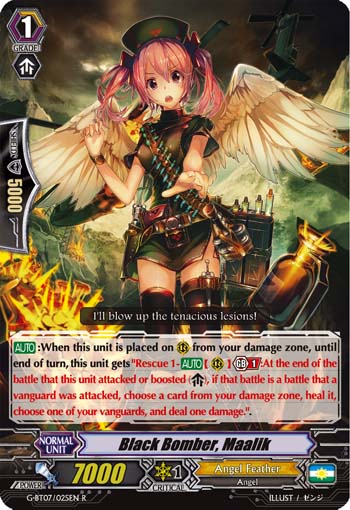 1
GRADE
SHIELD 5000
I'll blow up the tenacious lesions!
AUTO:When this unit is placed on from your damage zone, until
end of turn, this unit gets "Rescue 1-AUTO[ ] GB 1:At the end of the
battle that this unit attacked or boosted ( ), if that battle is a battle that a
vanguard was attacked, choose a card from your damage zone, heal it,
choose one of your vanguards, and deal one damage.".
NORMAL
UNIT
Black Bomber, Maalik
POWER
7000
1
CRITICAL
Angel Feather
Angel
G-BT07/025EN R
ILLUST / ゼンジ